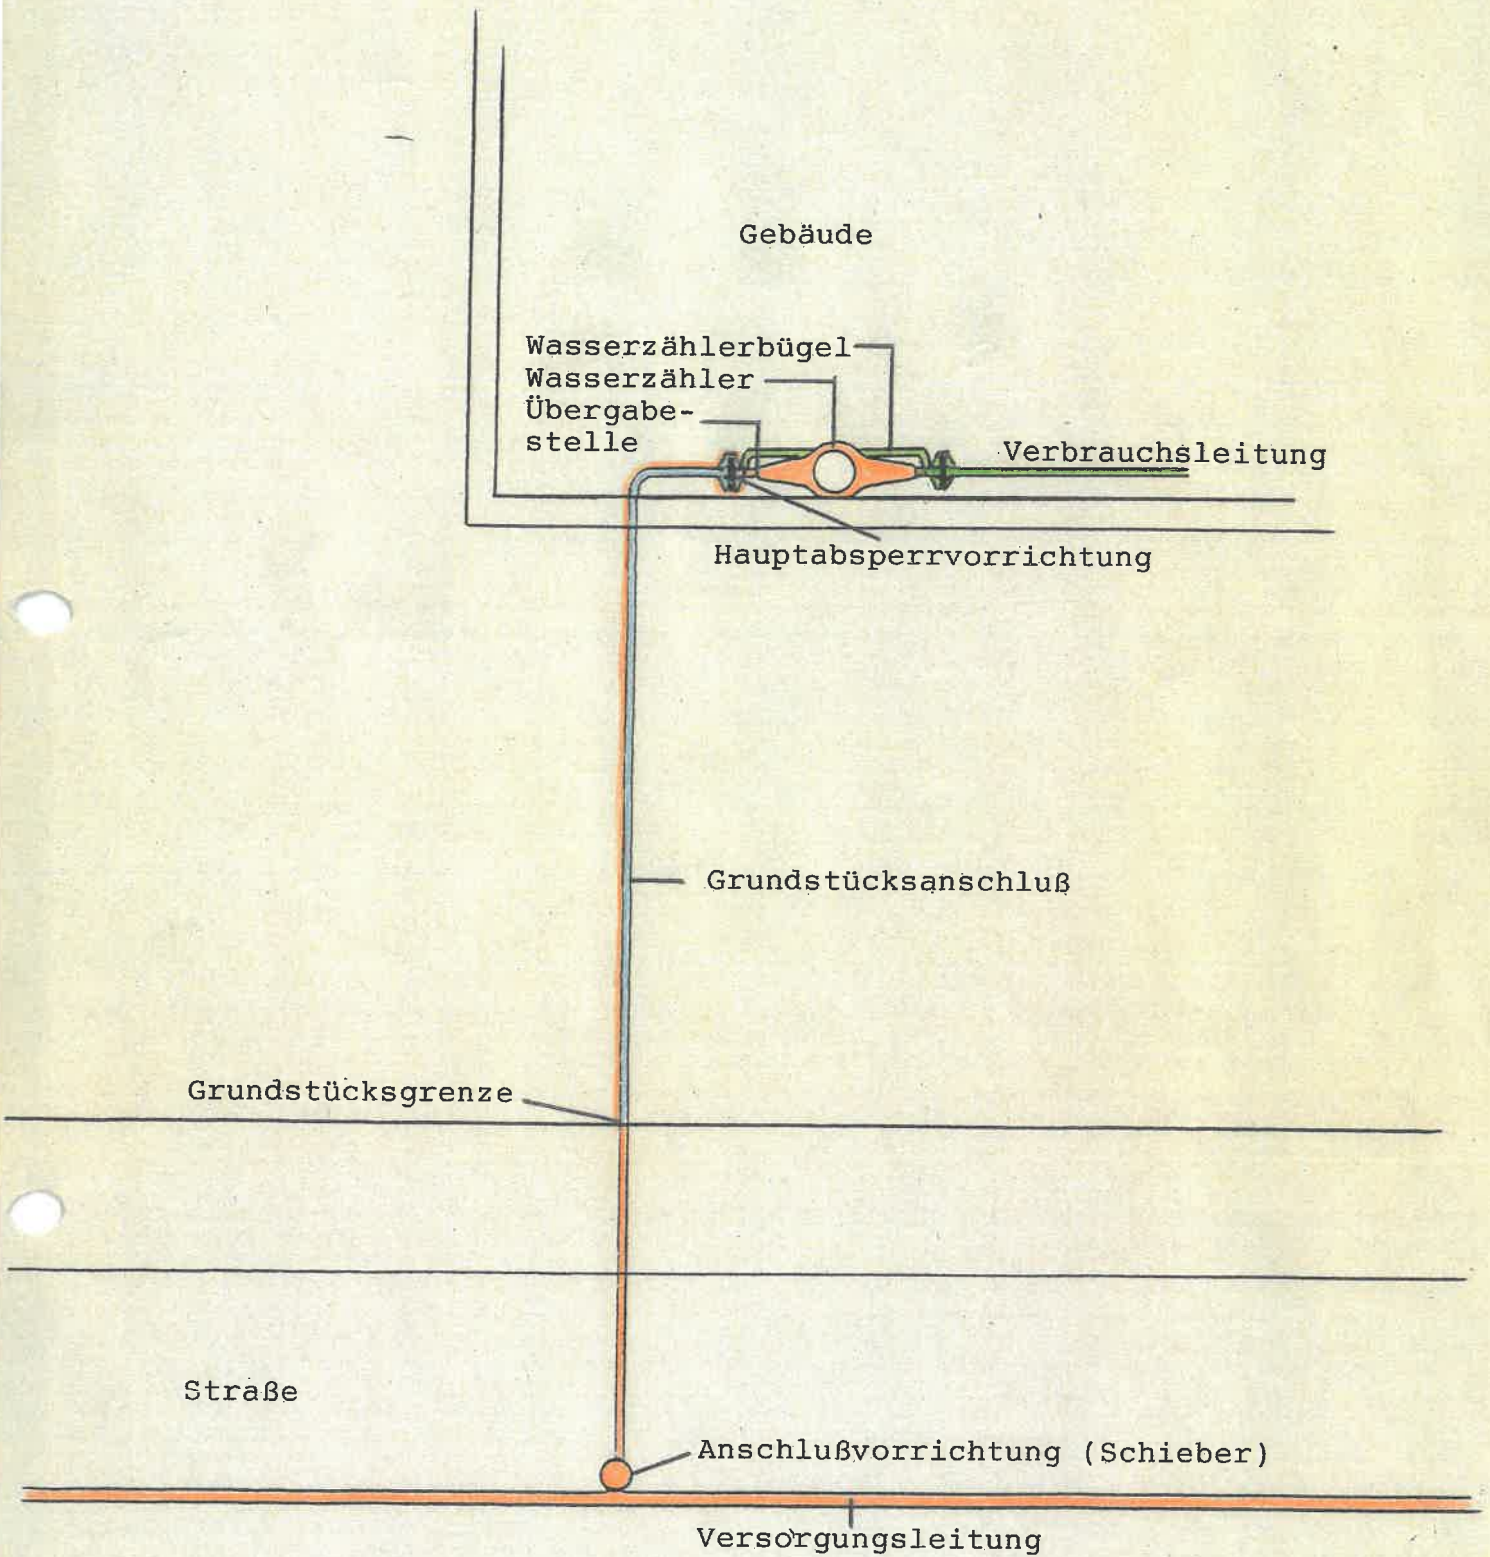 Gebäude
Wasserzählerbügel
Wasserzähler
Übergabe-
stelle
Verbrauchsleitung
Hauptabsperrvorrichtung
Grundstücksanschluß
Grundstücksgrenze
Straße
Anschlußvorrichtung (Schieber)
Versorgungsleitung